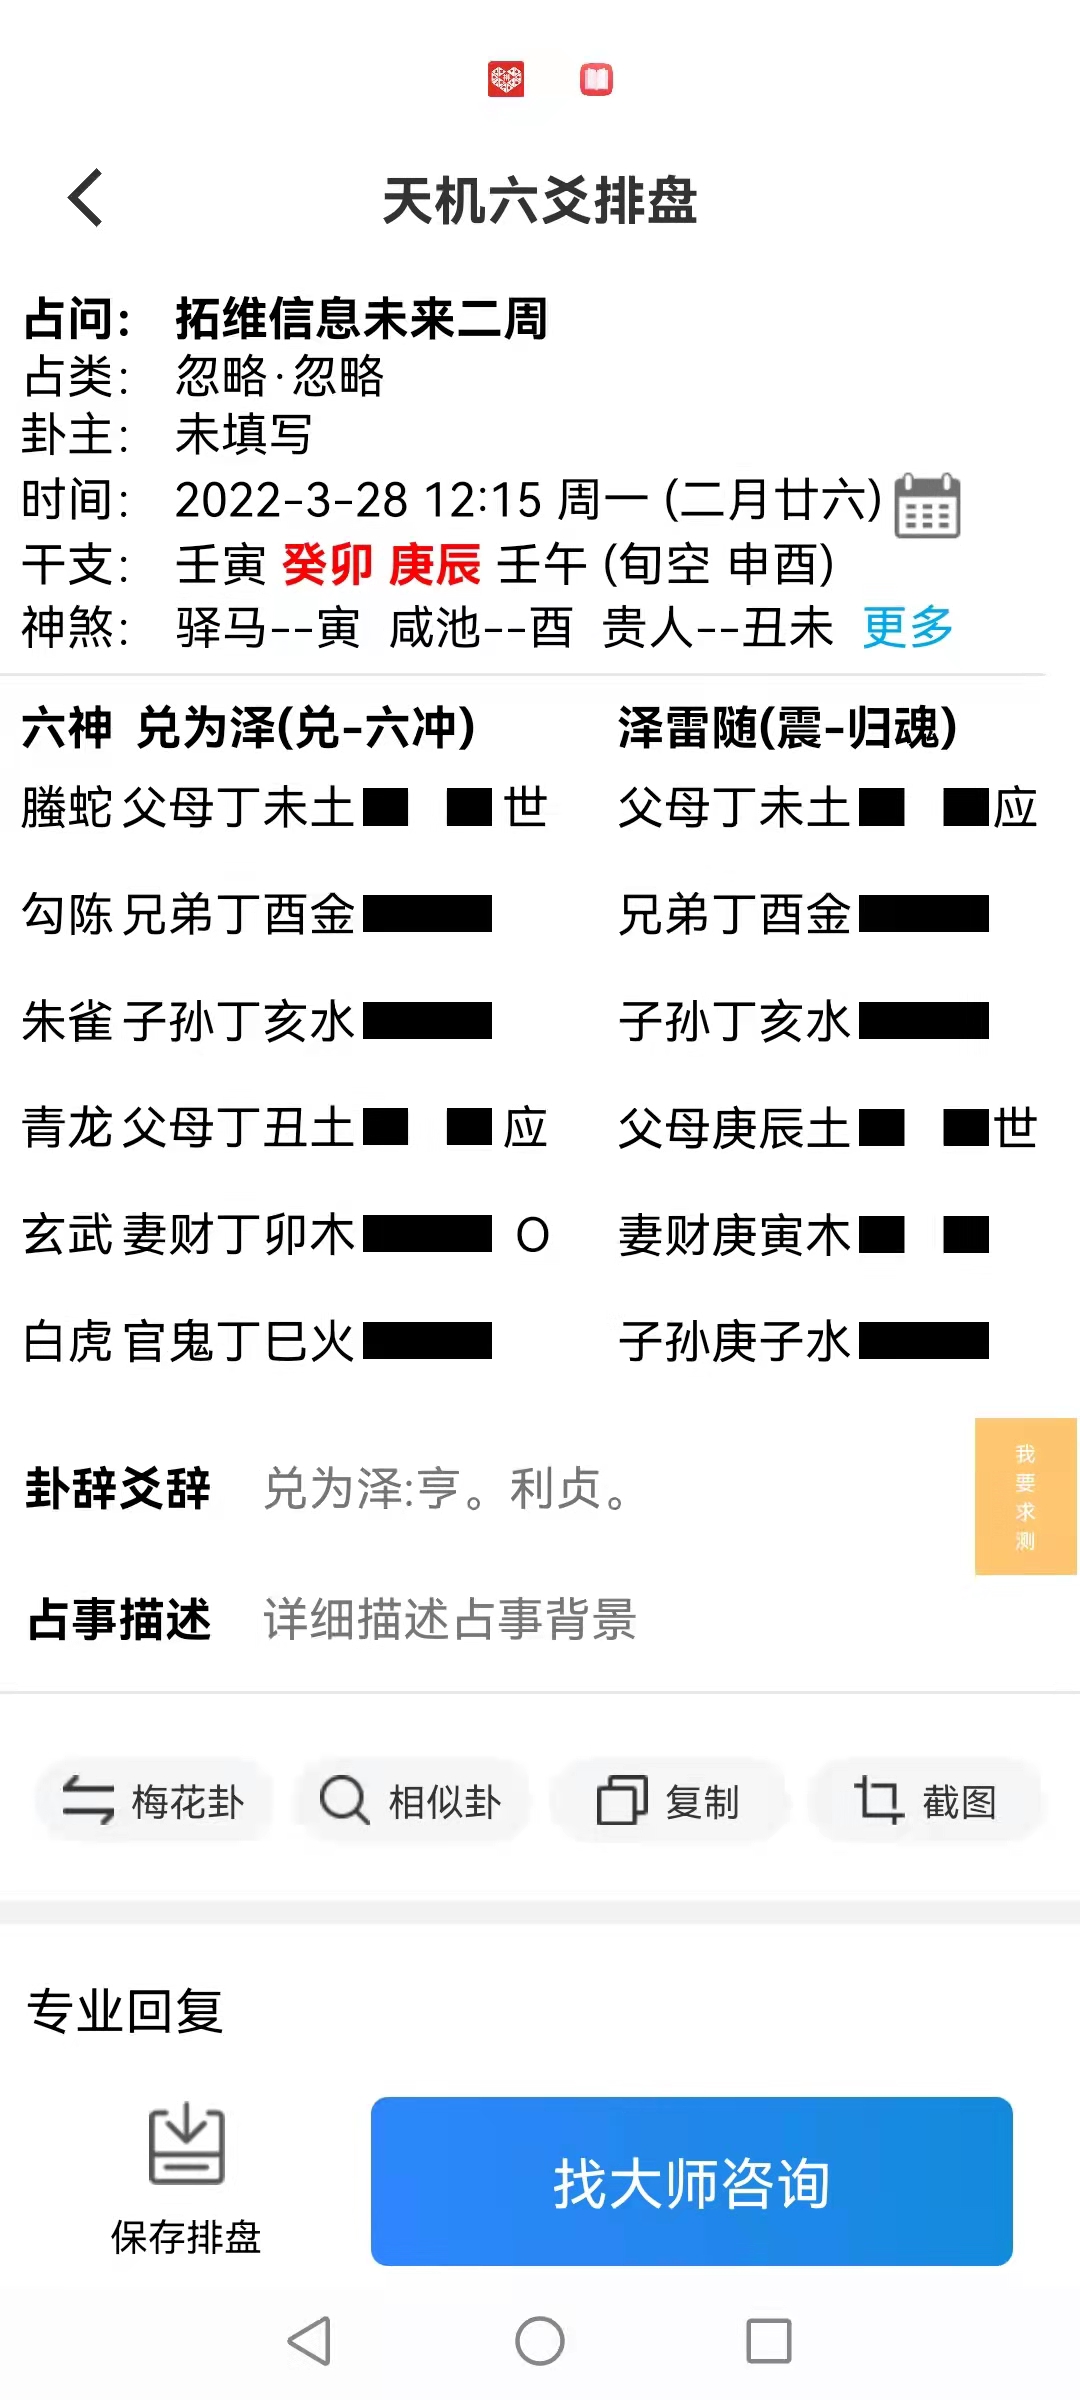 天机六爻排盘
占问： 拓维信息未来二周
占类： 忽略·忽略
卦主： 未填写
时间： 2022-3-28 12:15 周一 (二月廿六)
干支： 壬寅 癸卯 庚辰 壬午 (旬空 申酉)
神煞： 驿马--寅 咸池--酉 贵人--丑未 更多
六神 兑为泽(兑-六冲) 泽雷随(震-归魂)
螣蛇 父母丁未土 世 父母丁未土 应
勾陈 兄弟丁酉金 兄弟丁酉金
朱雀 子孙丁亥水 子孙丁亥水
青龙 父母丁丑土 应 父母庚辰土 世
玄武 妻财丁卯木 O 妻财庚寅木
白虎 官鬼丁巳火 子孙庚子水
卦辞爻辞 兑为泽:亨。利贞。
我要求测
占事描述 详细描述占事背景
梅花卦 相似卦 复制 截图
专业回复
保存排盘 找大师咨询